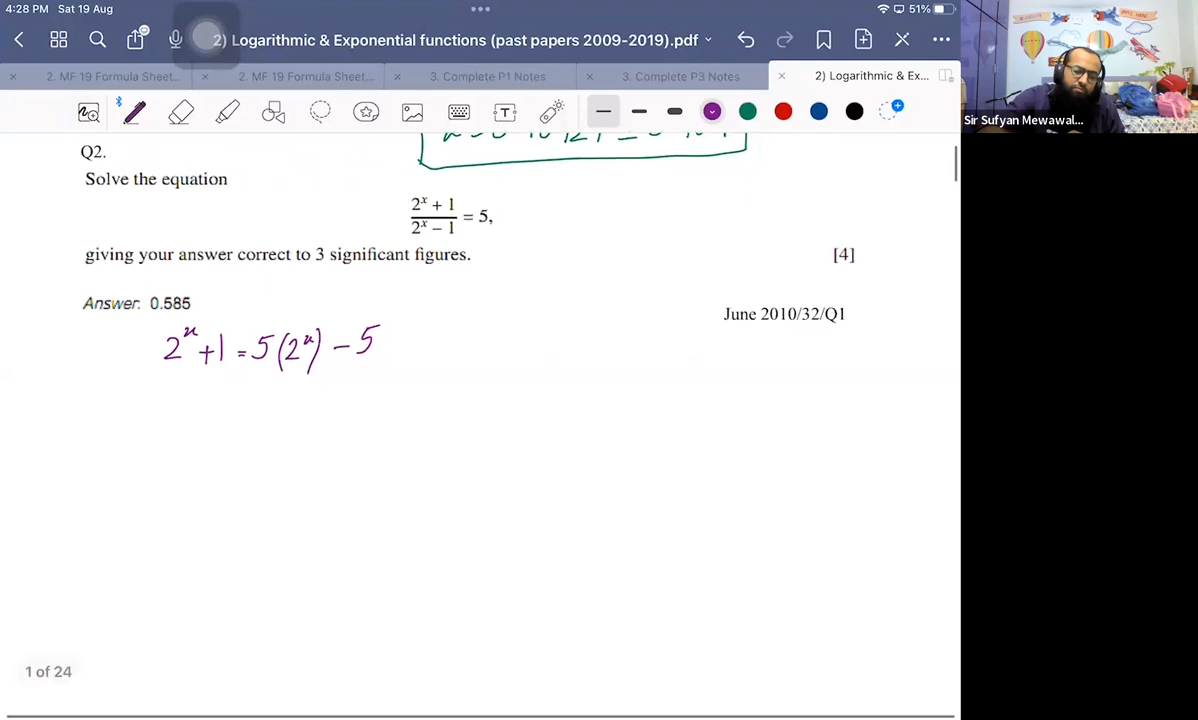 4:28 PM Sat 19 Aug
51%
2) Logarithmic & Exponential functions (past papers 2009-2019).pdf
2. MF 19 Formula Sheet...
2. MF 19 Formula Sheet...
3. Complete P1 Notes
3. Complete P3 Notes
2) Logarithmic & Ex...
Sir Sufyan Mewawal...
Q2.
Solve the equation
2^x + 1
2^x – 1
= 5,
giving your answer correct to 3 significant figures. [4]
Answer: 0.585
June 2010/32/Q1
2^x + 1 = 5(2^x) – 5
1 of 24